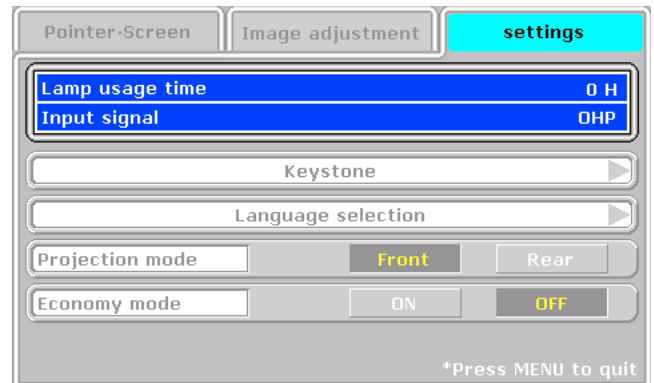 Pointer·Screen Image adjustment settings
Lamp usage time 0 H
Input signal OHP
Keystone
Language selection
Projection mode Front Rear
Economy mode ON OFF
*Press MENU to quit